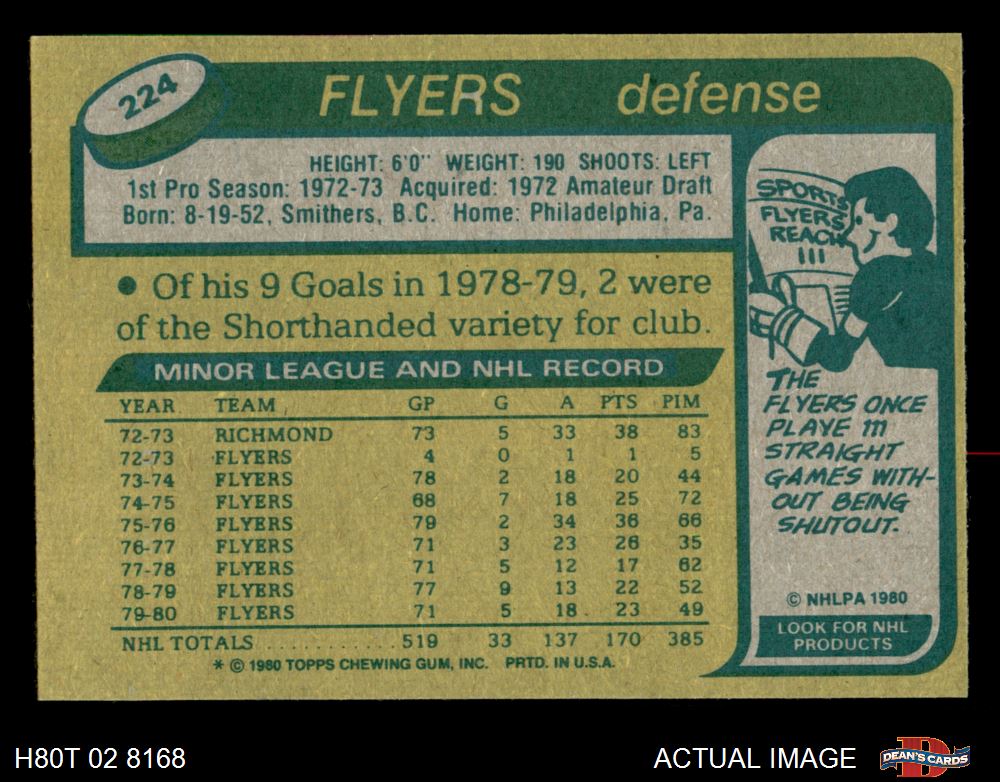 224
FLYERS defense
HEIGHT: 6'0" WEIGHT: 190 SHOOTS: LEFT
1st Pro Season: 1972-73 Acquired: 1972 Amateur Draft
Born: 8-19-52, Smithers, B.C. Home: Philadelphia, Pa.
• Of his 9 Goals in 1978-79, 2 were
of the Shorthanded variety for club.
MINOR LEAGUE AND NHL RECORD
YEAR TEAM GP G A PTS PIM
72-73 RICHMOND 73 5 33 38 83
72-73 FLYERS 4 0 1 1 5
73-74 FLYERS 78 2 18 20 44
74-75 FLYERS 68 7 18 25 72
75-76 FLYERS 79 2 34 36 66
76-77 FLYERS 71 3 23 26 35
77-78 FLYERS 71 5 12 17 62
78-79 FLYERS 77 9 13 22 52
79-80 FLYERS 71 5 18 23 49
NHL TOTALS .......... 519 33 137 170 385
* © 1980 TOPPS CHEWING GUM, INC. PRTD. IN U.S.A.
SPORTS
FLYERS
REACH
111
THE
FLYERS ONCE
PLAYE 111
STRAIGHT
GAMES WITH-
OUT BEING
SHUTOUT.
© NHLPA 1980
LOOK FOR NHL
PRODUCTS
H80T 02 8168
ACTUAL IMAGE
D
DEAN'S CARDS